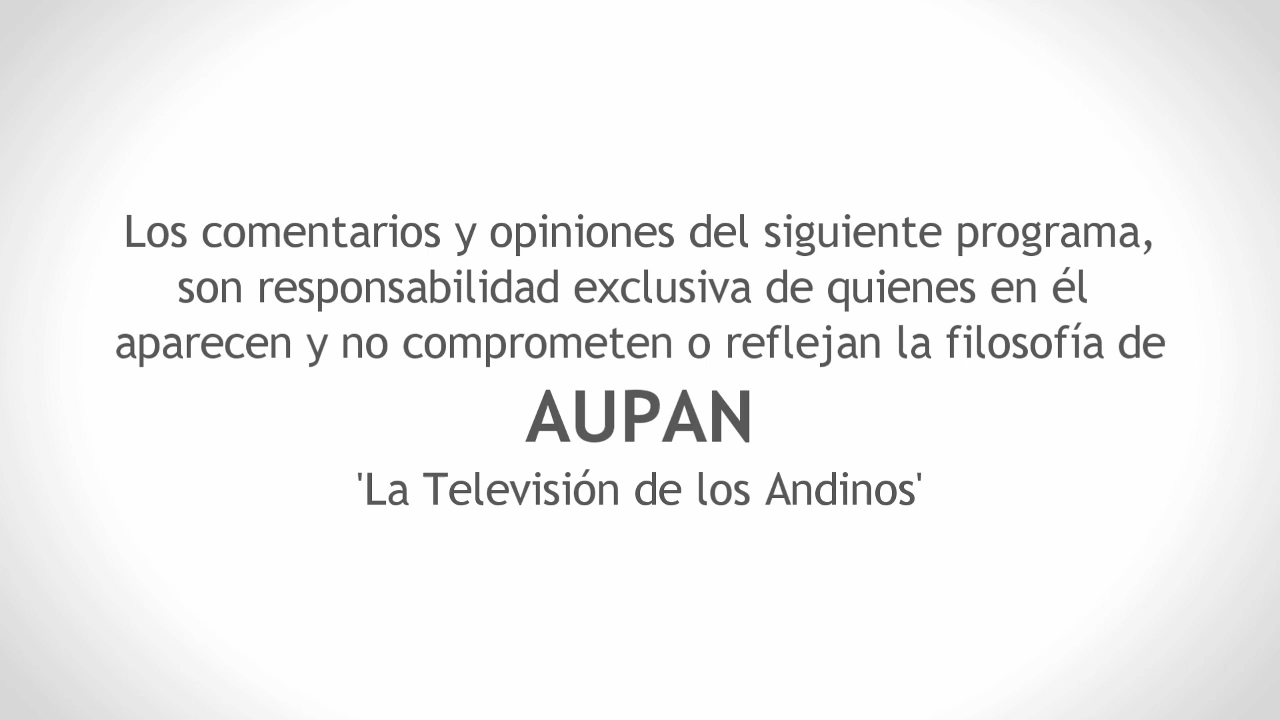 Los comentarios y opiniones del siguiente programa,
son responsabilidad exclusiva de quienes en él
aparecen y no comprometen o reflejan la filosofía de
AUPAN
'La Televisión de los Andinos'